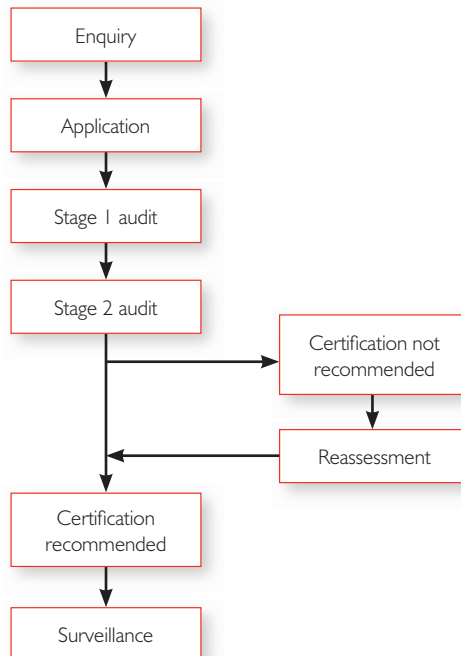 Enquiry
Application
Stage 1 audit
Stage 2 audit
Certification not
recommended
Reassessment
Certification
recommended
Surveillance